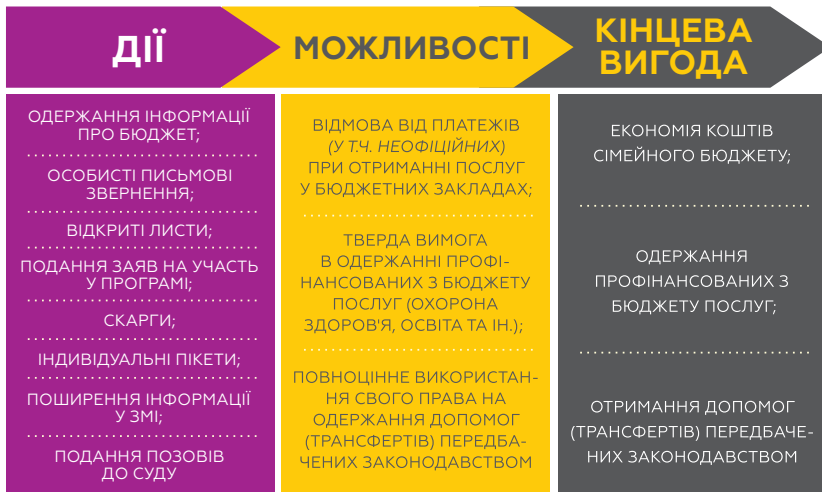 ДІЇ
МОЖЛИВОСТІ
КІНЦЕВА
ВИГОДА
ОДЕРЖАННЯ ІНФОРМАЦІЇ
ПРО БЮДЖЕТ;
ОСОБИСТІ ПИСЬМОВІ
ЗВЕРНЕННЯ;
ВІДКРИТІ ЛИСТИ;
ПОДАННЯ ЗАЯВ НА УЧАСТЬ
У ПРОГРАМІ;
СКАРГИ;
ІНДИВІДУАЛЬНІ ПІКЕТИ;
ПОШИРЕННЯ ІНФОРМАЦІЇ
У ЗМІ;
ПОДАННЯ ПОЗОВІВ
ДО СУДУ
ВІДМОВА ВІД ПЛАТЕЖІВ
(У Т.Ч. НЕОФІЦІЙНИХ)
ПРИ ОТРИМАННІ ПОСЛУГ
У БЮДЖЕТНИХ ЗАКЛАДАХ;
ТВЕРДА ВИМОГА
В ОДЕРЖАННІ ПРОФІ-
НАНСОВАНИХ З БЮДЖЕТУ
ПОСЛУГ (ОХОРОНА
ЗДОРОВ'Я, ОСВІТА ТА ІН.);
ПОВНОЦІННЕ ВИКОРИСТАН-
НЯ СВОГО ПРАВА НА
ОДЕРЖАННЯ ДОПОМОГ
(ТРАНСФЕРТІВ) ПЕРЕДБА-
ЧЕНИХ ЗАКОНОДАВСТВОМ
ЕКОНОМІЯ КОШТІВ
СІМЕЙНОГО БЮДЖЕТУ;
ОДЕРЖАННЯ
ПРОФІНАНСОВАНИХ З
БЮДЖЕТУ ПОСЛУГ;
ОТРИМАННЯ ДОПОМОГ
(ТРАНСФЕРТІВ) ПЕРЕДБАЧЕ-
НИХ ЗАКОНОДАВСТВОМ